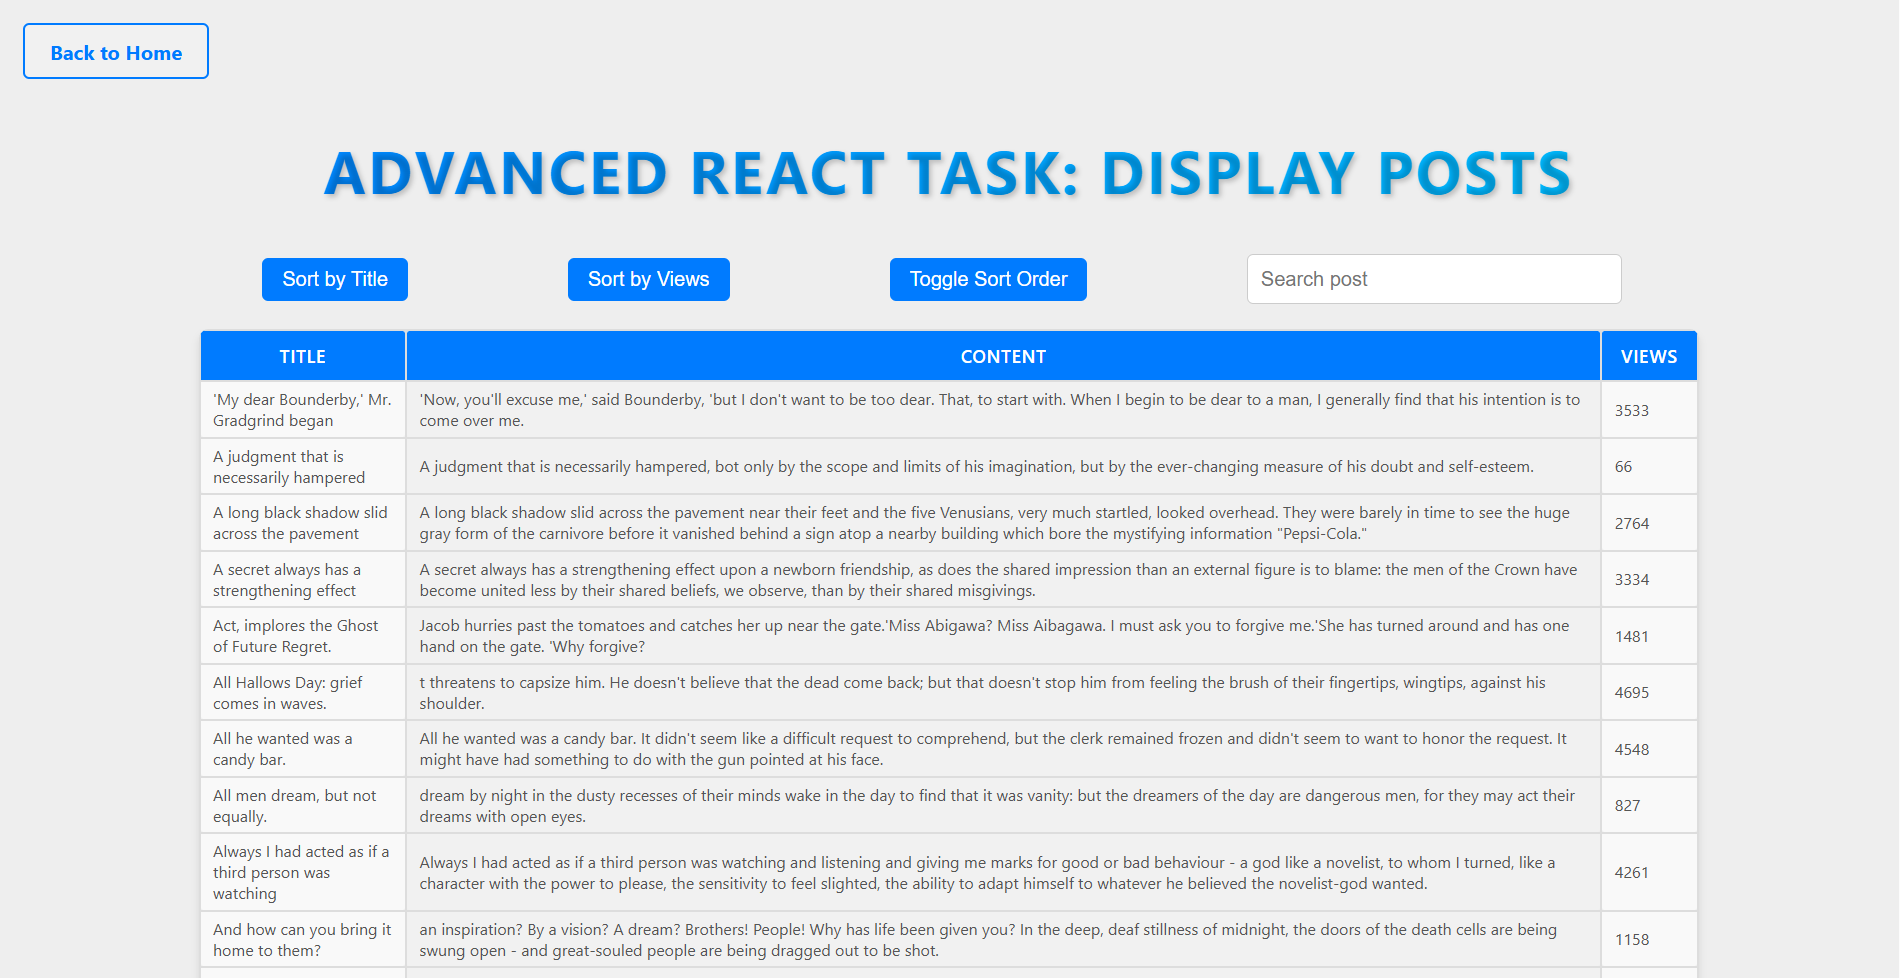 Back to Home
ADVANCED REACT TASK: DISPLAY POSTS
Sort by Title
Sort by Views
Toggle Sort Order
Search post
TITLE
CONTENT
VIEWS
'My dear Bounderby,' Mr.
Gradgrind began
'Now, you'll excuse me,' said Bounderby, 'but I don't want to be too dear. That, to start with. When I begin to be dear to a man, I generally find that his intention is to
come over me.
3533
A judgment that is
necessarily hampered
A judgment that is necessarily hampered, bot only by the scope and limits of his imagination, but by the ever-changing measure of his doubt and self-esteem.
66
A long black shadow slid
across the pavement
A long black shadow slid across the pavement near their feet and the five Venusians, very much startled, looked overhead. They were barely in time to see the huge
gray form of the carnivore before it vanished behind a sign atop a nearby building which bore the mystifying information "Pepsi-Cola."
2764
A secret always has a
strengthening effect
A secret always has a strengthening effect upon a newborn friendship, as does the shared impression than an external figure is to blame: the men of the Crown have
become united less by their shared beliefs, we observe, than by their shared misgivings.
3334
Act, implores the Ghost
of Future Regret.
Jacob hurries past the tomatoes and catches her up near the gate.'Miss Abigawa? Miss Aibagawa. I must ask you to forgive me.'She has turned around and has one
hand on the gate. 'Why forgive?
1481
All Hallows Day: grief
comes in waves.
t threatens to capsize him. He doesn't believe that the dead come back; but that doesn't stop him from feeling the brush of their fingertips, wingtips, against his
shoulder.
4695
All he wanted was a
candy bar.
All he wanted was a candy bar. It didn't seem like a difficult request to comprehend, but the clerk remained frozen and didn't seem to want to honor the request. It
might have had something to do with the gun pointed at his face.
4548
All men dream, but not
equally.
dream by night in the dusty recesses of their minds wake in the day to find that it was vanity: but the dreamers of the day are dangerous men, for they may act their
dreams with open eyes.
827
Always I had acted as if a
third person was
watching
Always I had acted as if a third person was watching and listening and giving me marks for good or bad behaviour - a god like a novelist, to whom I turned, like a
character with the power to please, the sensitivity to feel slighted, the ability to adapt himself to whatever he believed the novelist-god wanted.
4261
And how can you bring it
home to them?
an inspiration? By a vision? A dream? Brothers! People! Why has life been given you? In the deep, deaf stillness of midnight, the doors of the death cells are being
swung open - and great-souled people are being dragged out to be shot.
1158